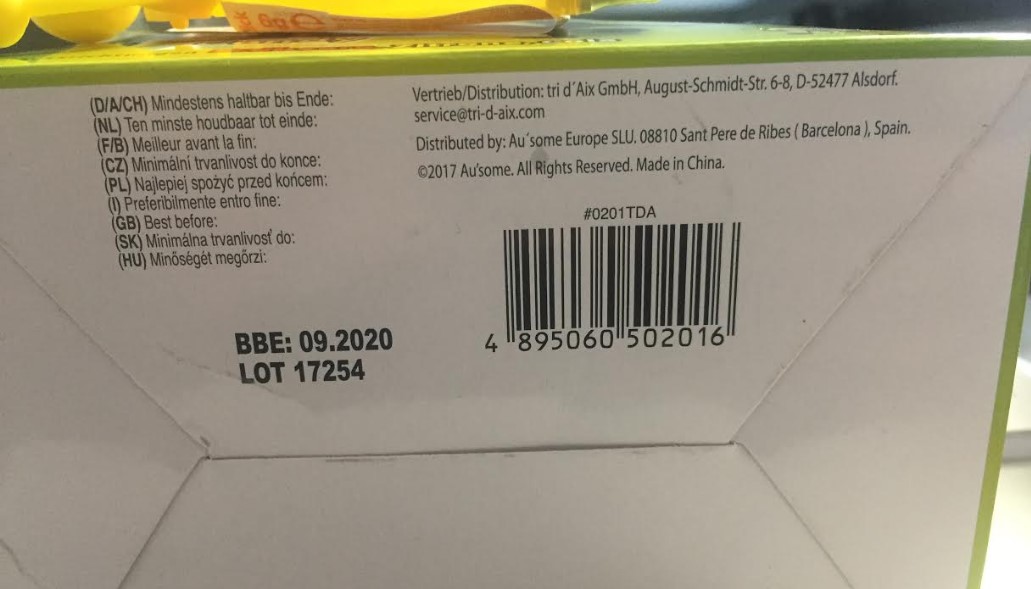 6g ℮
(D/A/CH) Mindestens haltbar bis Ende:
(NL) Ten minste houdbaar tot einde:
(F/B) Meilleur avant la fin:
(CZ) Minimální trvanlivost do konce:
(PL) Najlepiej spożyć przed końcem:
(I) Preferibilmente entro fine:
(GB) Best before:
(SK) Minimálna trvanlivosť do:
(HU) Minőségét megőrzi:
Vertrieb/Distribution: tri d´Aix GmbH, August-Schmidt-Str. 6-8, D-52477 Alsdorf.
service@tri-d-aix.com
Distributed by: Au´some Europe SLU. 08810 Sant Pere de Ribes ( Barcelona ), Spain.
©2017 Au'some. All Rights Reserved. Made in China.
#0201TDA
4 895060 502016
BBE: 09.2020
LOT 17254